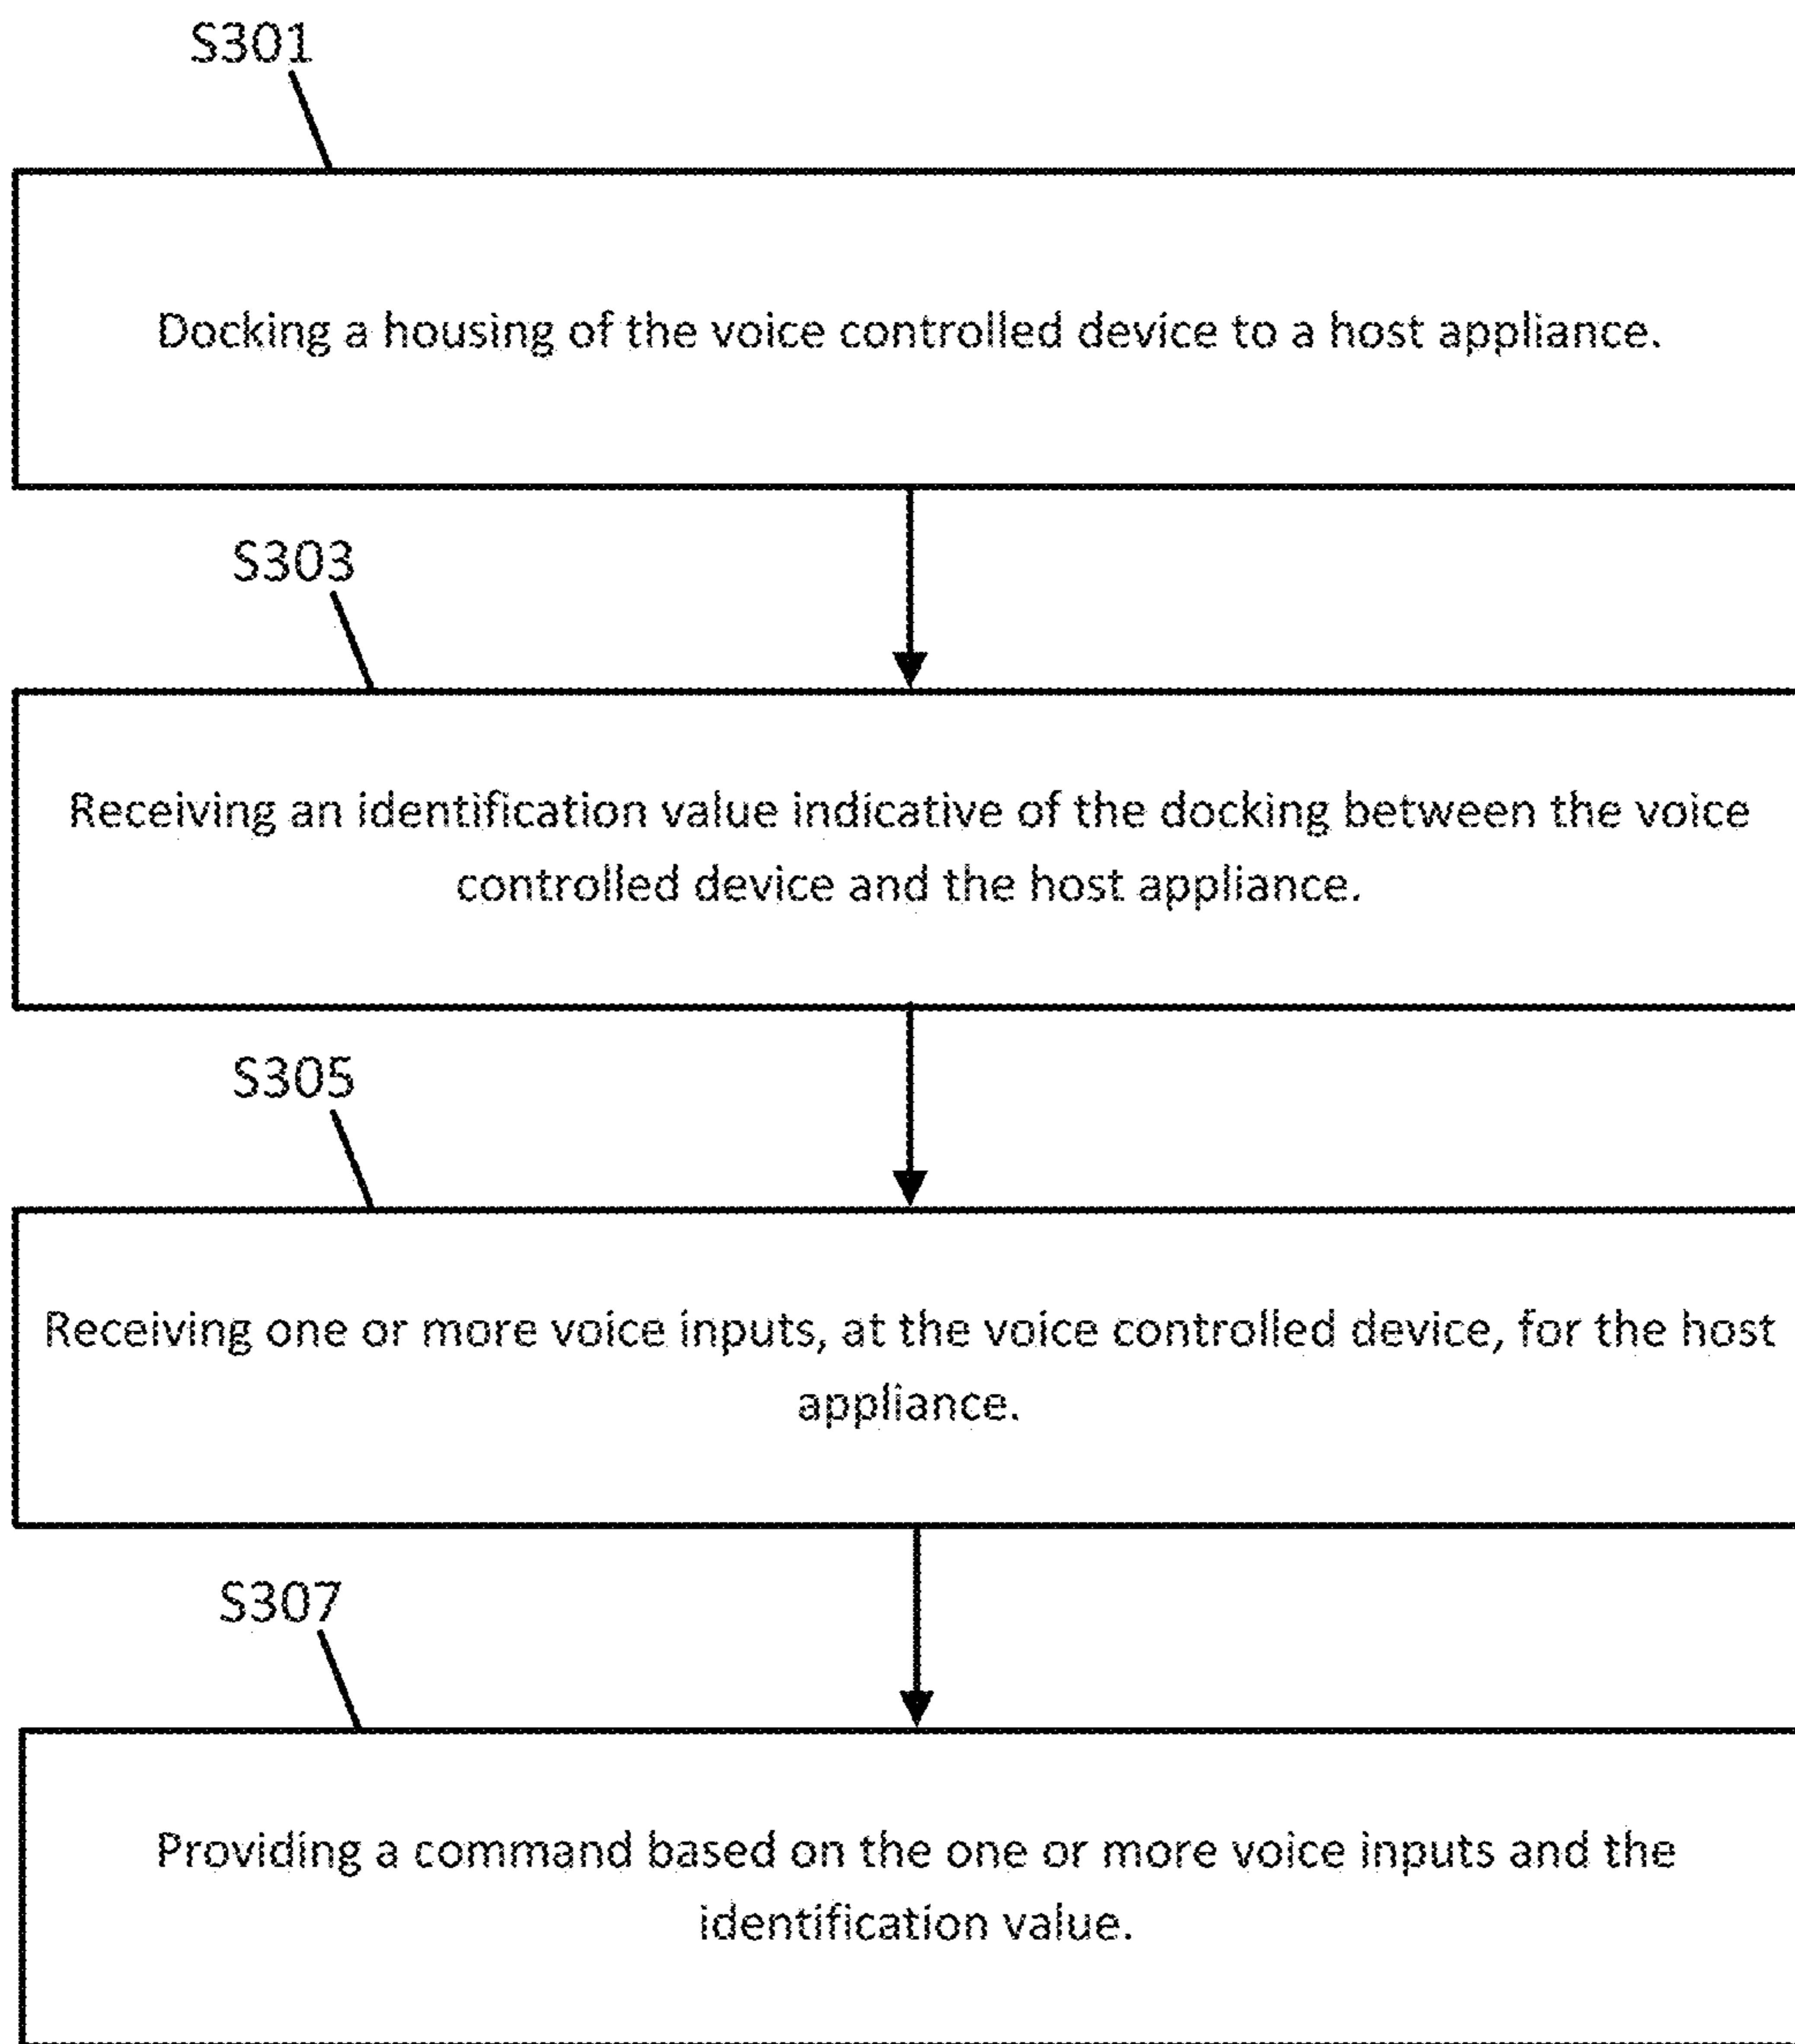 S301
Docking a housing of the voice controlled device to a host appliance.
S303
Receiving an identification value indicative of the docking between the voice
controlled device and the host appliance.
S305
Receiving one or more voice inputs, at the voice controlled device, for the host
appliance.
S307
Providing a command based on the one or more voice inputs and the
identification value.